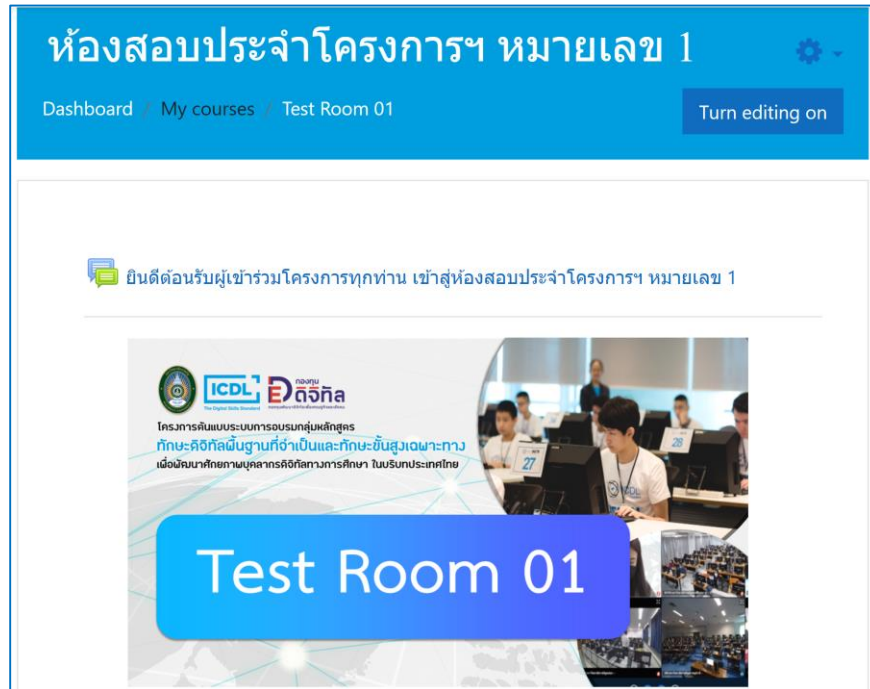 ห้องสอบประจำโครงการฯ หมายเลข 1
Dashboard / My courses / Test Room 01
Turn editing on
ยินดีต้อนรับผู้เข้าร่วมโครงการทุกท่าน เข้าสู่ห้องสอบประจำโครงการฯ หมายเลข 1
ICDL
The Digital Skills Standard
กองทุน
ดิจิทัล
โครงการต้นแบบระบบการอบรมกลุ่มหลักสูตร
ทักษะดิจิทัลพื้นฐานที่จำเป็นและทักษะขั้นสูงเฉพาะทาง
เพื่อพัฒนาศักยภาพบุคลากรดิจิทัลทางการศึกษา ในบริบทประเทศไทย
27
28
ICDL
Test Room 01